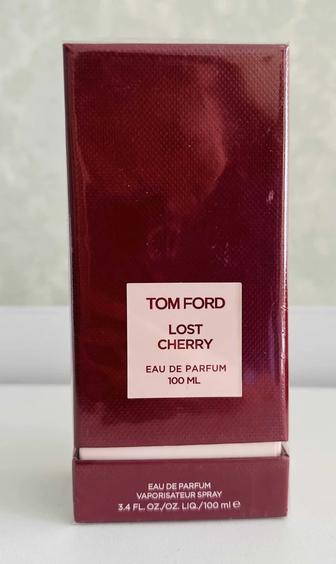 TOM FORD
LOST
CHERRY
EAU DE PARFUM
100 ML
EAU DE PARFUM
VAPORISATEUR SPRAY
3.4 FL. OZ./OZ. LIQ./100 ml ℮